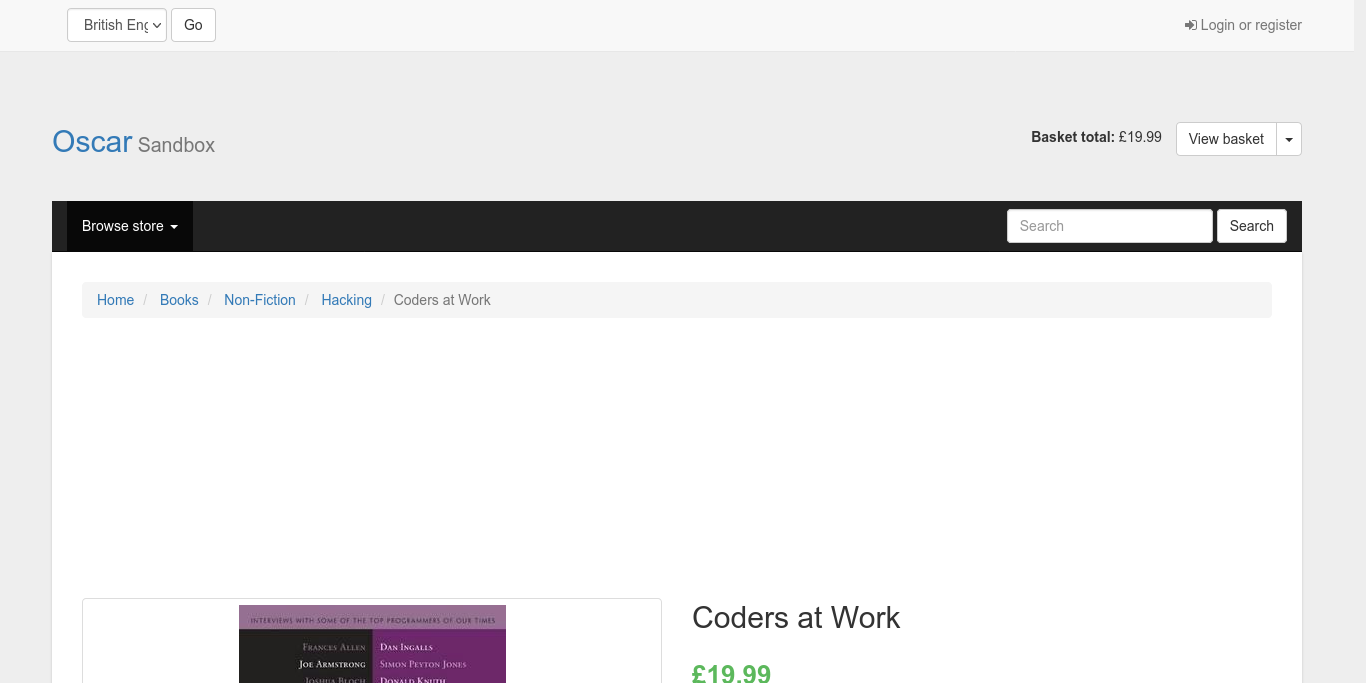 British Eng
Go
Login or register
Oscar Sandbox
Basket total: £19.99
View basket
Browse store
Search
Search
Home / Books / Non-Fiction / Hacking / Coders at Work
INTERVIEWS WITH SOME OF THE TOP PROGRAMMERS OF OUR TIMES
Frances Allen
Dan Ingalls
Joe Armstrong
Simon Peyton Jones
Joshua Bloch
Donald Knuth
Coders at Work
£19.99